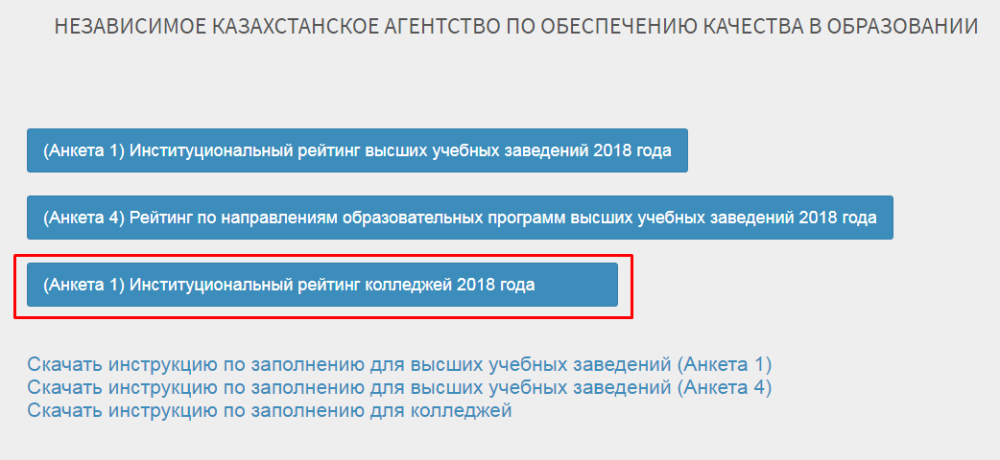 НЕЗАВИСИМОЕ КАЗАХСТАНСКОЕ АГЕНТСТВО ПО ОБЕСПЕЧЕНИЮ КАЧЕСТВА В ОБРАЗОВАНИИ
(Анкета 1) Институциональный рейтинг высших учебных заведений 2018 года
(Анкета 4) Рейтинг по направлениям образовательных программ высших учебных заведений 2018 года
(Анкета 1) Институциональный рейтинг колледжей 2018 года
Скачать инструкцию по заполнению для высших учебных заведений (Анкета 1)
Скачать инструкцию по заполнению для высших учебных заведений (Анкета 4)
Скачать инструкцию по заполнению для колледжей